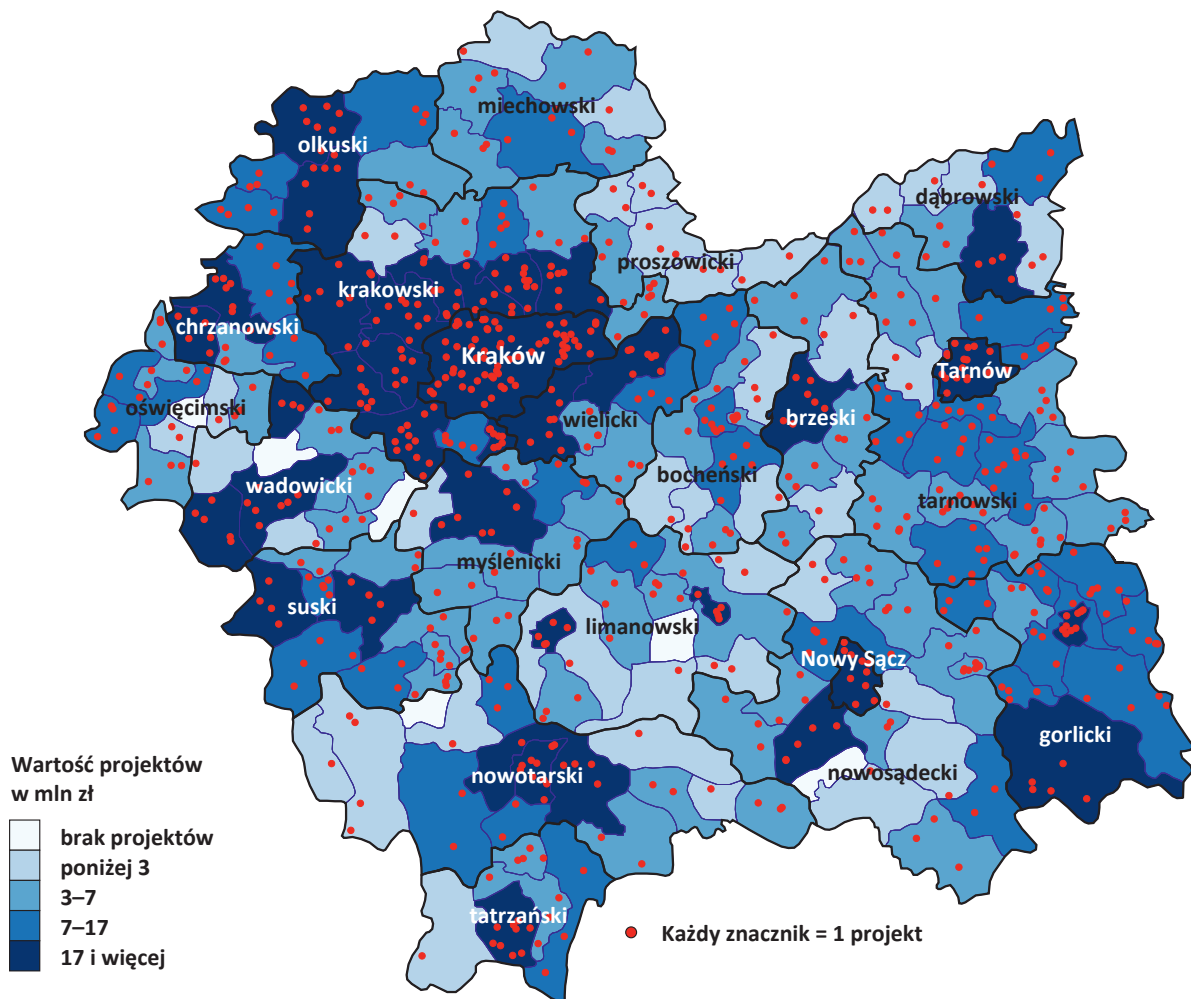 miechowski
olkuski
dąbrowski
proszowicki
krakowski
chrzanowski
Kraków
Tarnów
oświęcimski
wielicki
brzeski
bocheński
wadowicki
tarnowski
myślenicki
suski
limanowski
Nowy Sącz
gorlicki
nowotarski
nowosądecki
tatrzański
Wartość projektów
w mln zł
brak projektów
poniżej 3
3–7
7–17
17 i więcej
Każdy znacznik = 1 projekt